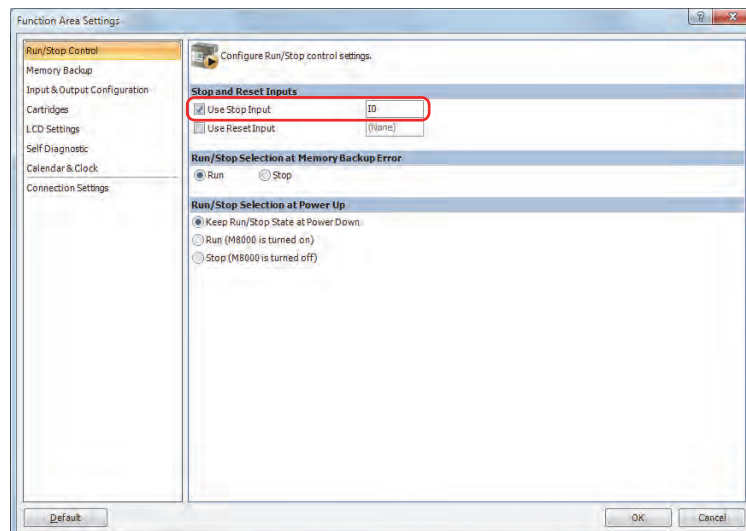 Function Area Settings
Run/Stop Control
Memory Backup
Input & Output Configuration
Cartridges
LCD Settings
Self Diagnostic
Calendar & Clock
Connection Settings
Configure Run/Stop control settings.
Stop and Reset Inputs
Use Stop Input I0
Use Reset Input (None)
Run/Stop Selection at Memory Backup Error
Run Stop
Run/Stop Selection at Power Up
Keep Run/Stop State at Power Down
Run (M8000 is turned on)
Stop (M8000 is turned off)
Default OK Cancel